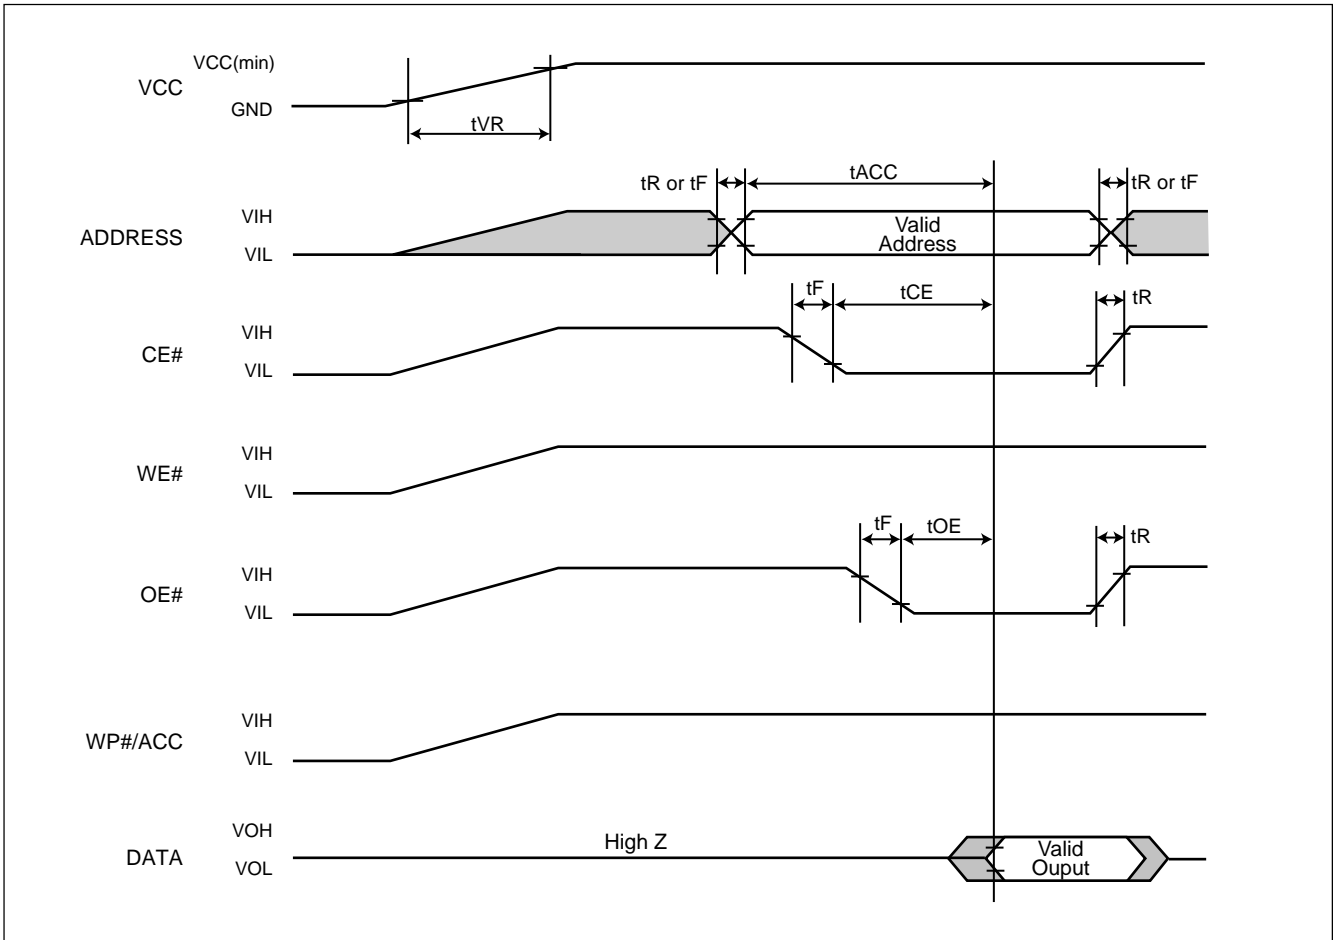 VCC(min)
VCC
GND
tVR
tR or tF
tACC
tR or tF
VIH
ADDRESS
VIL
Valid
Address
tF
tCE
tR
VIH
CE#
VIL
VIH
WE#
VIL
tF
tOE
tR
VIH
OE#
VIL
VIH
WP#/ACC
VIL
VOH
High Z
DATA
VOL
Valid
Ouput